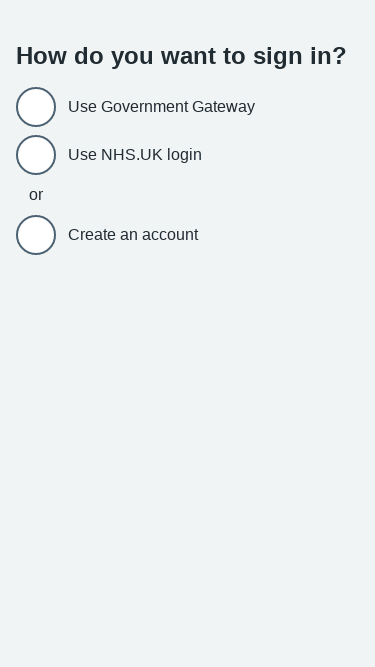 How do you want to sign in?
Use Government Gateway
Use NHS.UK login
or
Create an account